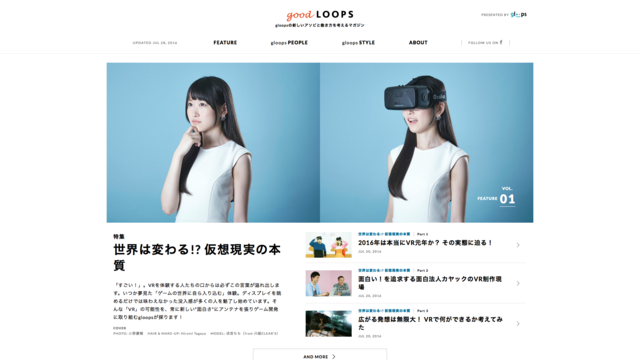 good LOOPS
gloopsの新しいアソビと働き方を考えるマガジン
PRESENTED BY gloops
UPDATED JUL 20, 2016
FEATURE
gloops PEOPLE
gloops STYLE
ABOUT
FOLLOW US ON f
VOL.
FEATURE 01
特集
世界は変わる!? 仮想現実の本
質
「すごい！」。VRを体験する人たちの口からは必ずこの言葉が溢れ出しま
す。いつか夢見た「ゲームの世界に自ら入り込む」体験。ディスプレイを眺
めるだけでは味わえなかった没入感が多くの人を魅了し始めています。そ
んな「VR」の可能性を、常に新しい"面白さ"にアンテナを張りゲーム開発
に取り組むgloopsが探ります！
COVER
世界は変わる!? 仮想現実の本質 Part 1
2016年は本当にVR元年か？ その実態に迫る！
JUL 20, 2016
世界は変わる!? 仮想現実の本質 Part 2
面白い！を追求する面白法人カヤックのVR制作現
場
JUL 20, 2016
世界は変わる!? 仮想現実の本質 Part 3
広がる発想は無限大！ VRで何ができるか考えてみ
た
JUL 20, 2016
AND MORE